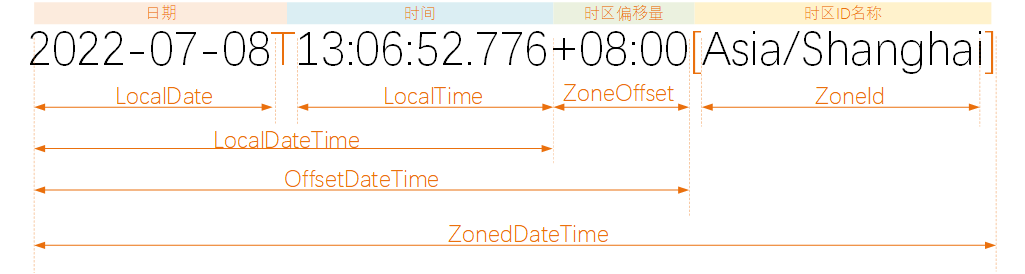 日期 时间 时区偏移量 时区ID名称
2022-07-08T13:06:52.776+08:00[Asia/Shanghai]
LocalDate LocalTime ZoneOffset ZoneId
LocalDateTime
OffsetDateTime
ZonedDateTime